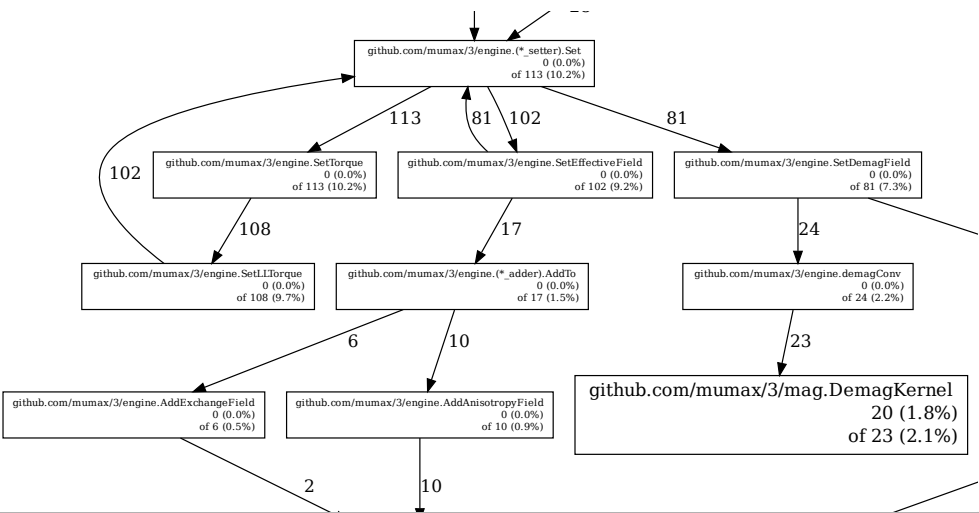 github.com/mumax/3/engine.(*_setter).Set
0 (0.0%)
of 113 (10.2%)
113
81
102
81
github.com/mumax/3/engine.SetTorque
0 (0.0%)
of 113 (10.2%)
github.com/mumax/3/engine.SetEffectiveField
0 (0.0%)
of 102 (9.2%)
github.com/mumax/3/engine.SetDemagField
0 (0.0%)
of 81 (7.3%)
102
108
17
24
github.com/mumax/3/engine.SetLLTorque
0 (0.0%)
of 108 (9.7%)
github.com/mumax/3/engine.(*_adder).AddTo
0 (0.0%)
of 17 (1.5%)
github.com/mumax/3/engine.demagConv
0 (0.0%)
of 24 (2.2%)
6
10
23
github.com/mumax/3/engine.AddExchangeField
0 (0.0%)
of 6 (0.5%)
github.com/mumax/3/engine.AddAnisotropyField
0 (0.0%)
of 10 (0.9%)
github.com/mumax/3/mag.DemagKernel
20 (1.8%)
of 23 (2.1%)
2
10